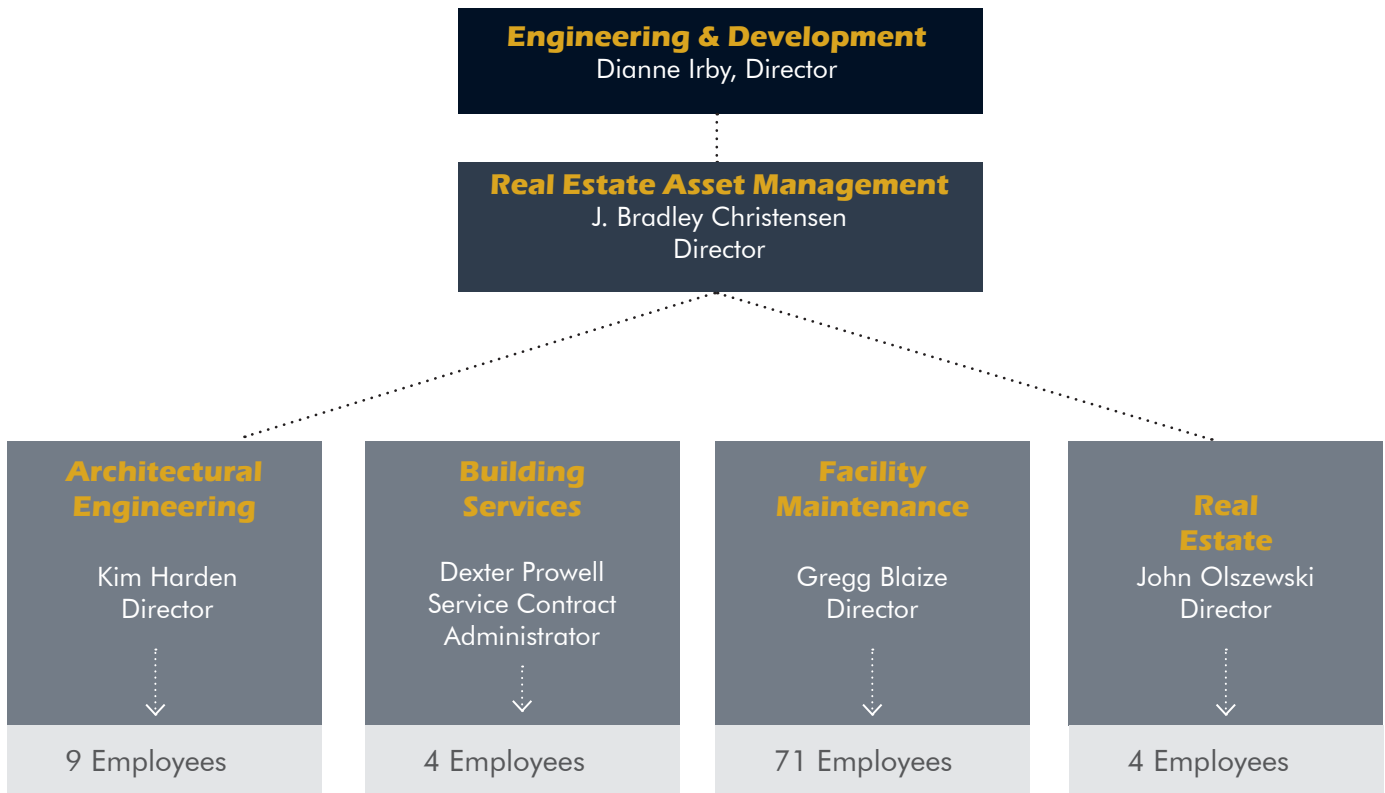 Engineering & Development
Dianne Irby, Director
Real Estate Asset Management
J. Bradley Christensen
Director
Architectural
Engineering
Kim Harden
Director
9 Employees
Building
Services
Dexter Prowell
Service Contract
Administrator
4 Employees
Facility
Maintenance
Gregg Blaize
Director
71 Employees
Real
Estate
John Olszewski
Director
4 Employees